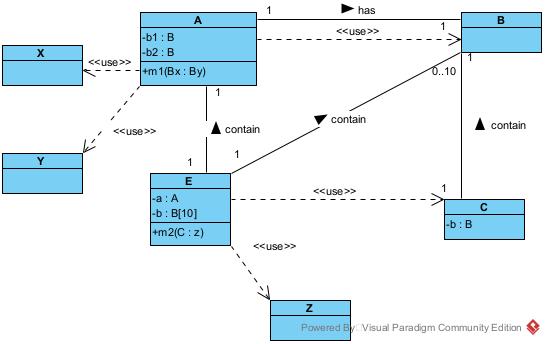 A
-b1 : B
-b2 : B
+m1(Bx : By)
1
has
1
<<use>>
B
X
<<use>>
0..10
1
1
<<use>>
contain
contain
contain
Y
1
1
E
-a : A
-b : B[10]
+m2(C : z)
<<use>>
1
C
-b : B
<<use>>
Z
Powered By: Visual Paradigm Community Edition